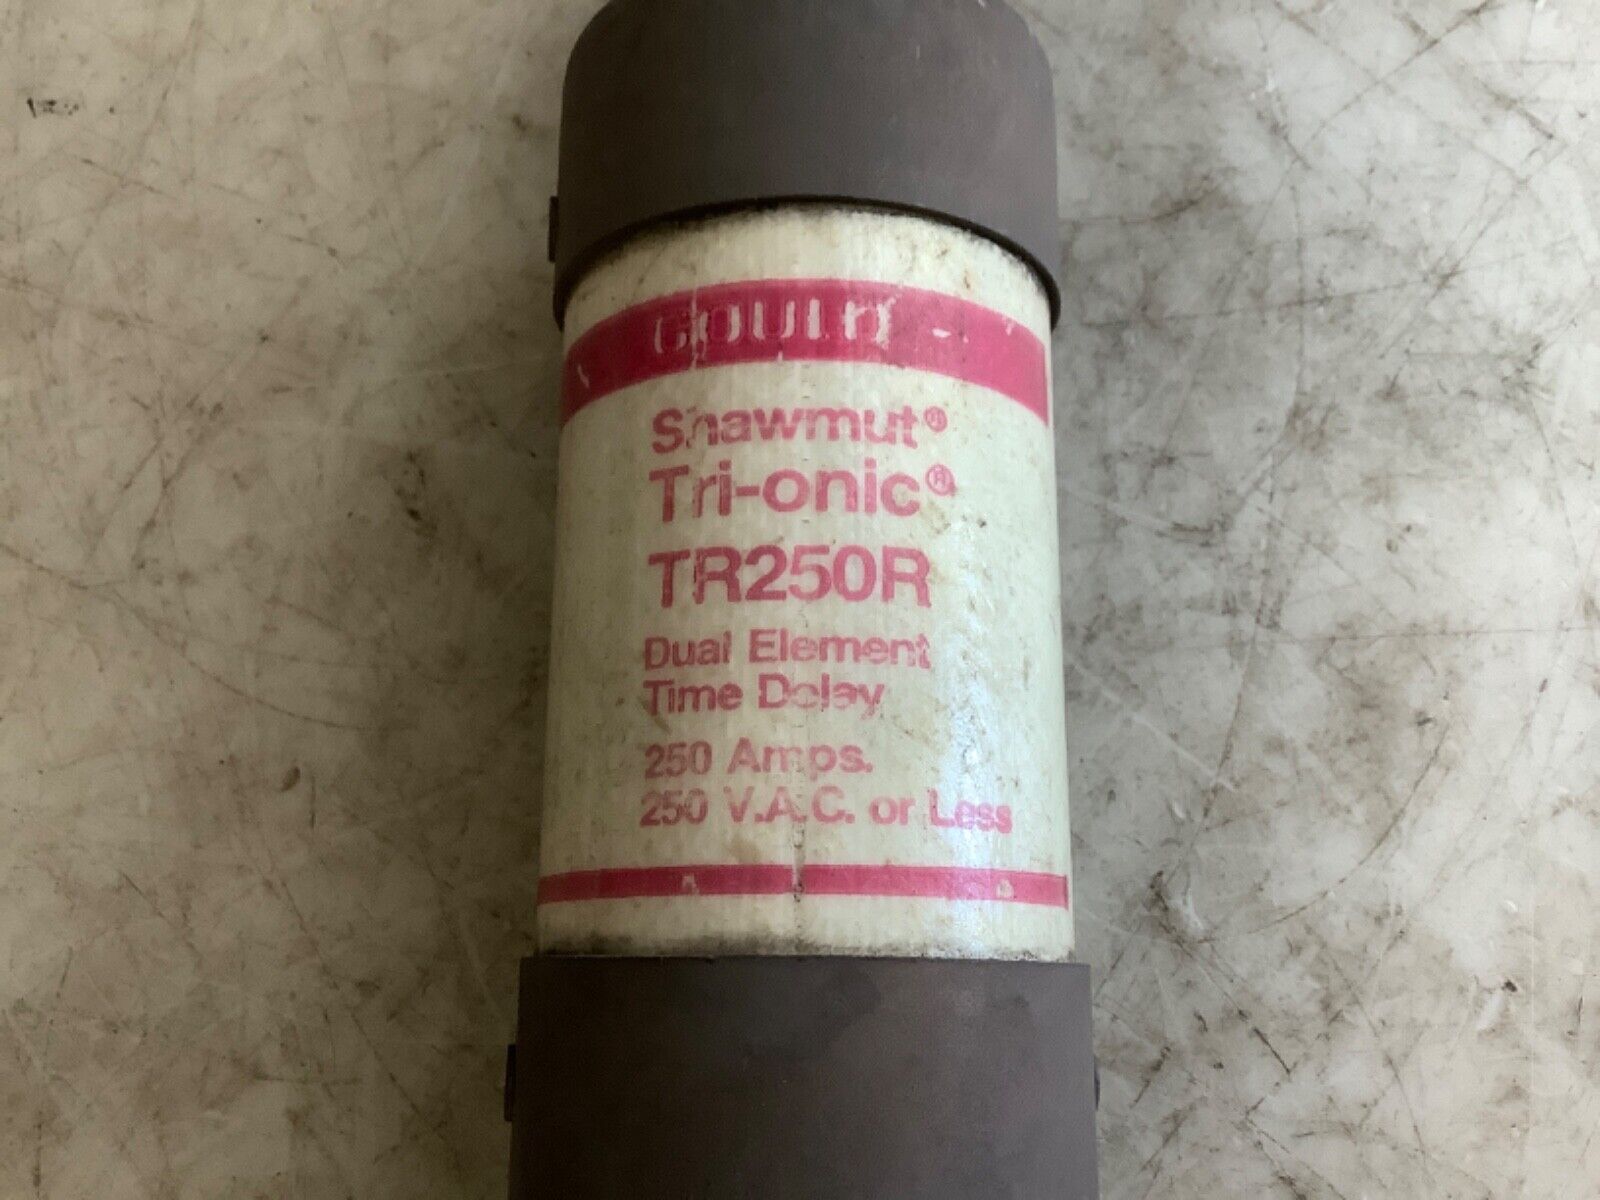 GOULD
Shawmut®
Tri-onic®
TR250R
Dual Element
Time Delay
250 Amps.
250 V.A.C. or Less